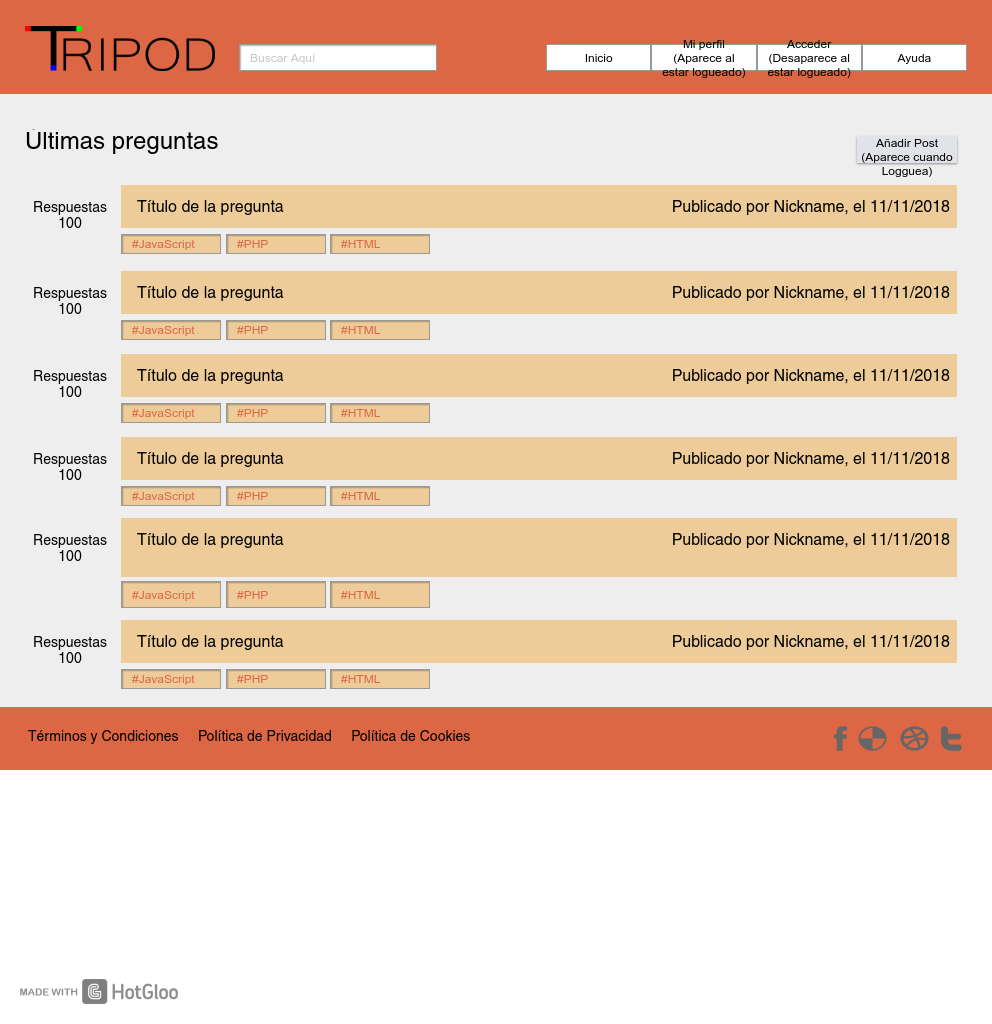 TRIPOD
Buscar Aquí
Inicio
Mi perfil
(Aparece al
estar logueado)
Acceder
(Desaparece al
estar logueado)
Ayuda
Últimas preguntas
Añadir Post
(Aparece cuando
Logguea)
Respuestas
100
Título de la pregunta
Publicado por Nickname, el 11/11/2018
#JavaScript
#PHP
#HTML
Respuestas
100
Título de la pregunta
Publicado por Nickname, el 11/11/2018
#JavaScript
#PHP
#HTML
Respuestas
100
Título de la pregunta
Publicado por Nickname, el 11/11/2018
#JavaScript
#PHP
#HTML
Respuestas
100
Título de la pregunta
Publicado por Nickname, el 11/11/2018
#JavaScript
#PHP
#HTML
Respuestas
100
Título de la pregunta
Publicado por Nickname, el 11/11/2018
#JavaScript
#PHP
#HTML
Respuestas
100
Título de la pregunta
Publicado por Nickname, el 11/11/2018
#JavaScript
#PHP
#HTML
Términos y Condiciones
Política de Privacidad
Política de Cookies
MADE WITH HotGloo